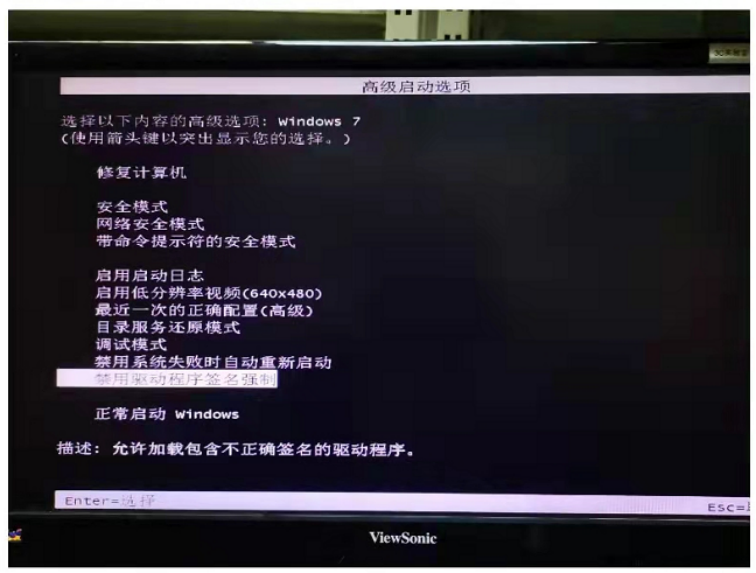 高级启动选项
选择以下内容的高级选项: Windows 7
(使用箭头键以突出显示您的选择。)
修复计算机
安全模式
网络安全模式
带命令提示符的安全模式
启用启动日志
启用低分辨率视频(640x480)
最近一次的正确配置(高级)
目录服务还原模式
调试模式
禁用系统失败时自动重新启动
禁用驱动程序签名强制
正常启动 Windows
描述: 允许加载包含不正确签名的驱动程序。
Enter=选择
Esc=
ViewSonic